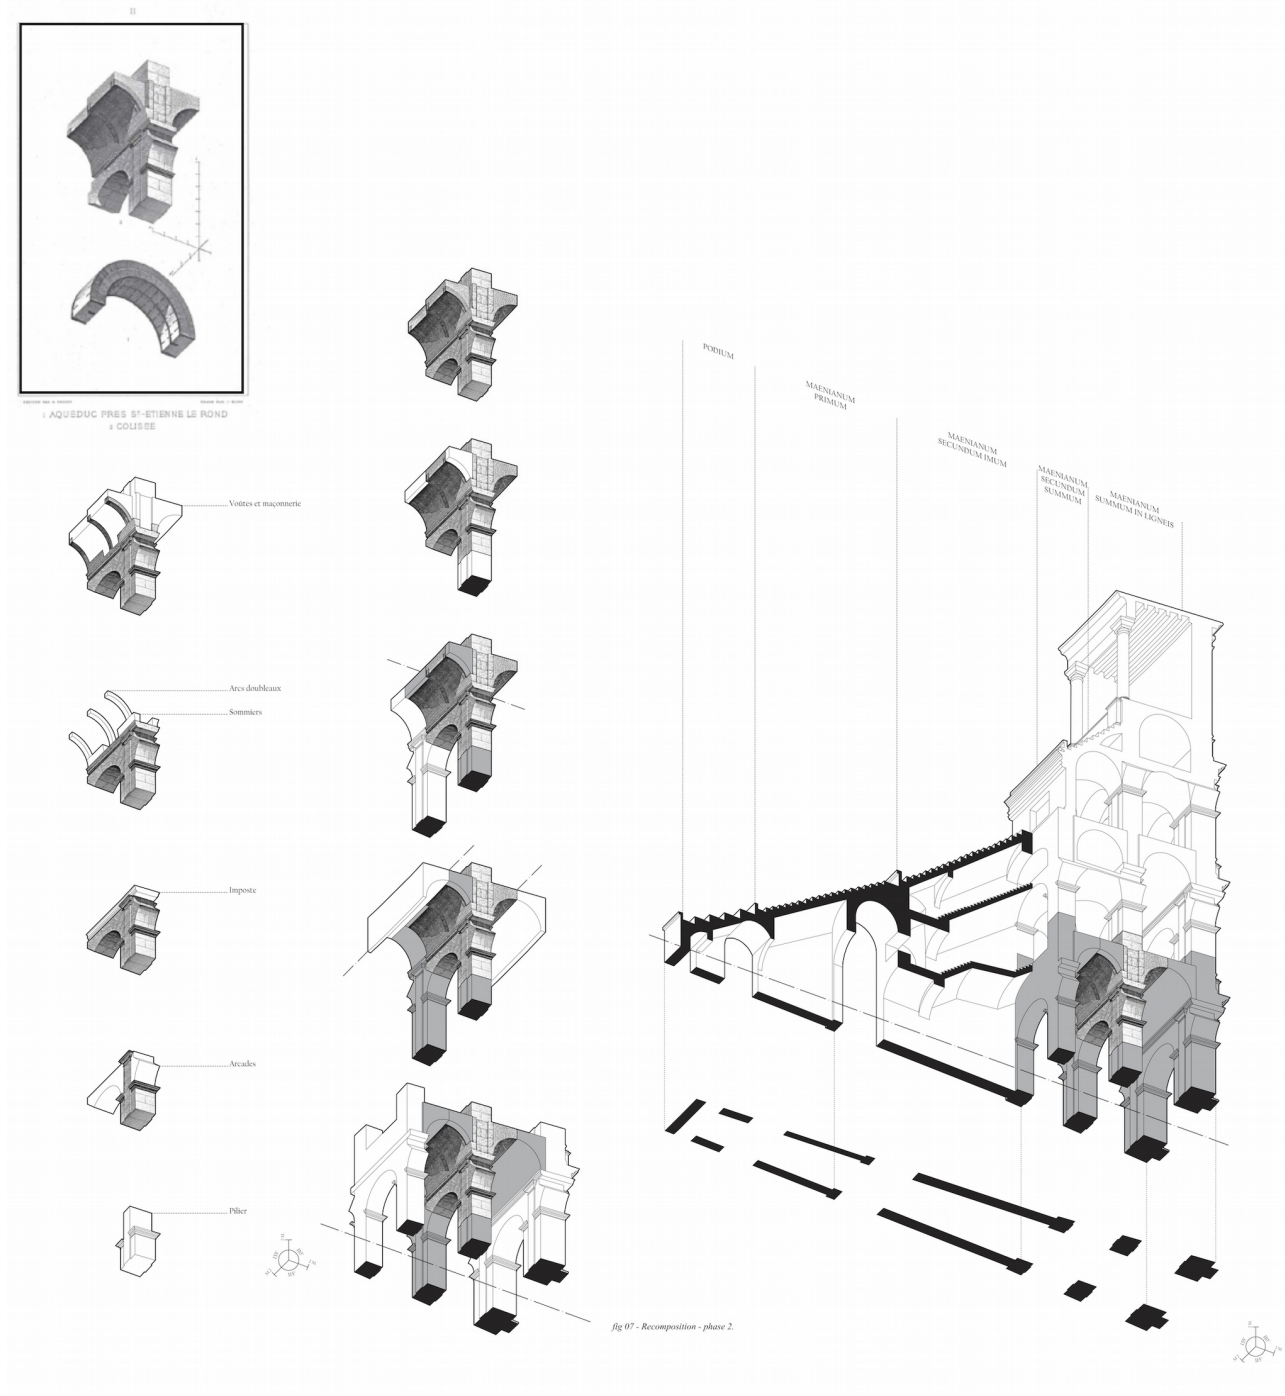 II
1 AQUEDUC PRES ST-ETIENNE LE ROND
2 COLISEE
Voûtes et maçonnerie
Arcs doubleaux
Sommiers
Imposte
Arcades
Pilier
PODIUM
MAENIANUM
PRIMUM
MAENIANUM
SECUNDUM IMUM
MAENIANUM
SECUNDUM
SUMMUM
MAENIANUM
SUMMUM IN LIGNEIS
fig 07 - Recomposition - phase 2.